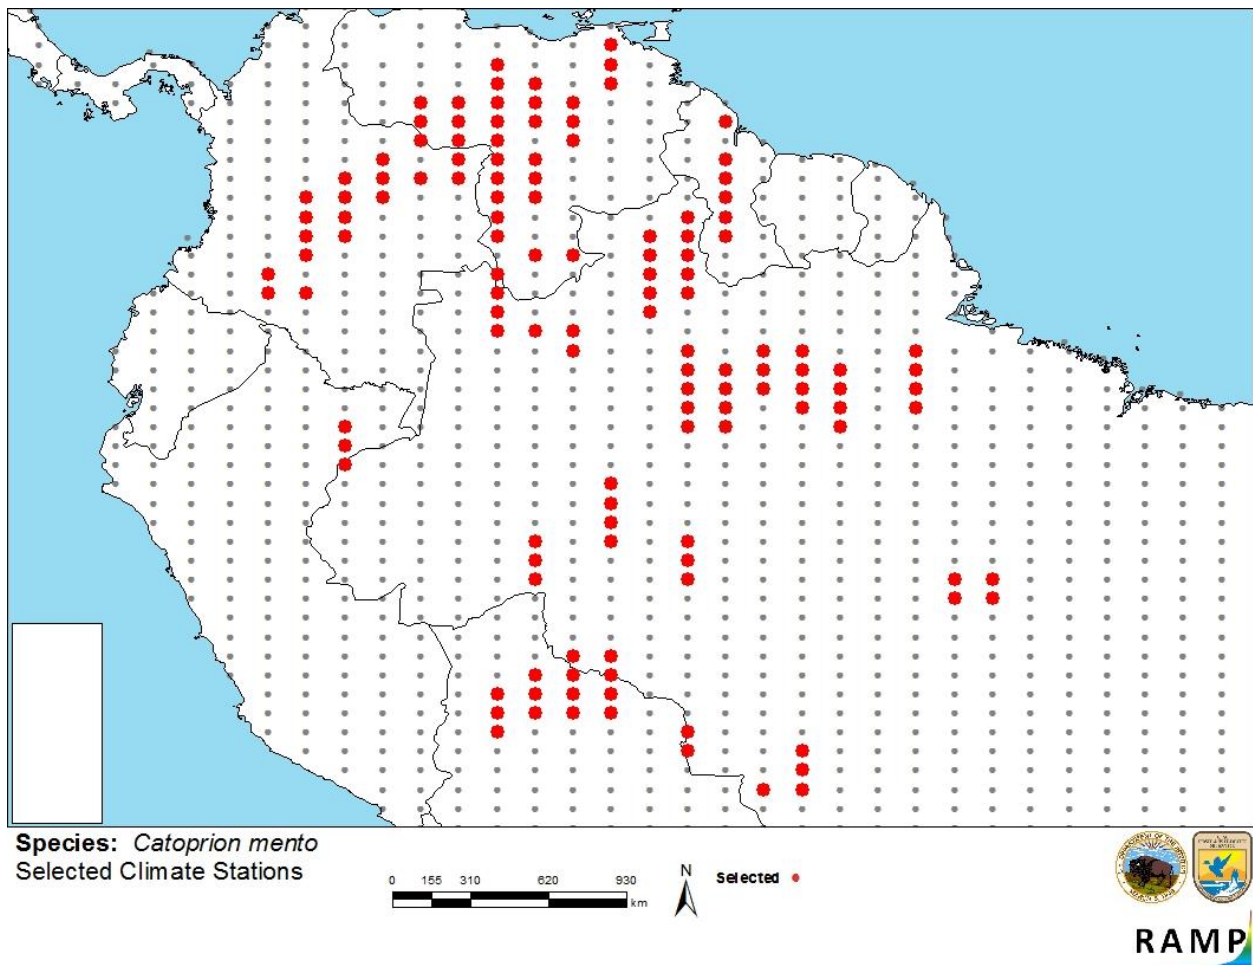 Species: Catoprion mento
Selected Climate Stations
0 155 310 620 930
km
N
Selected
RAMP